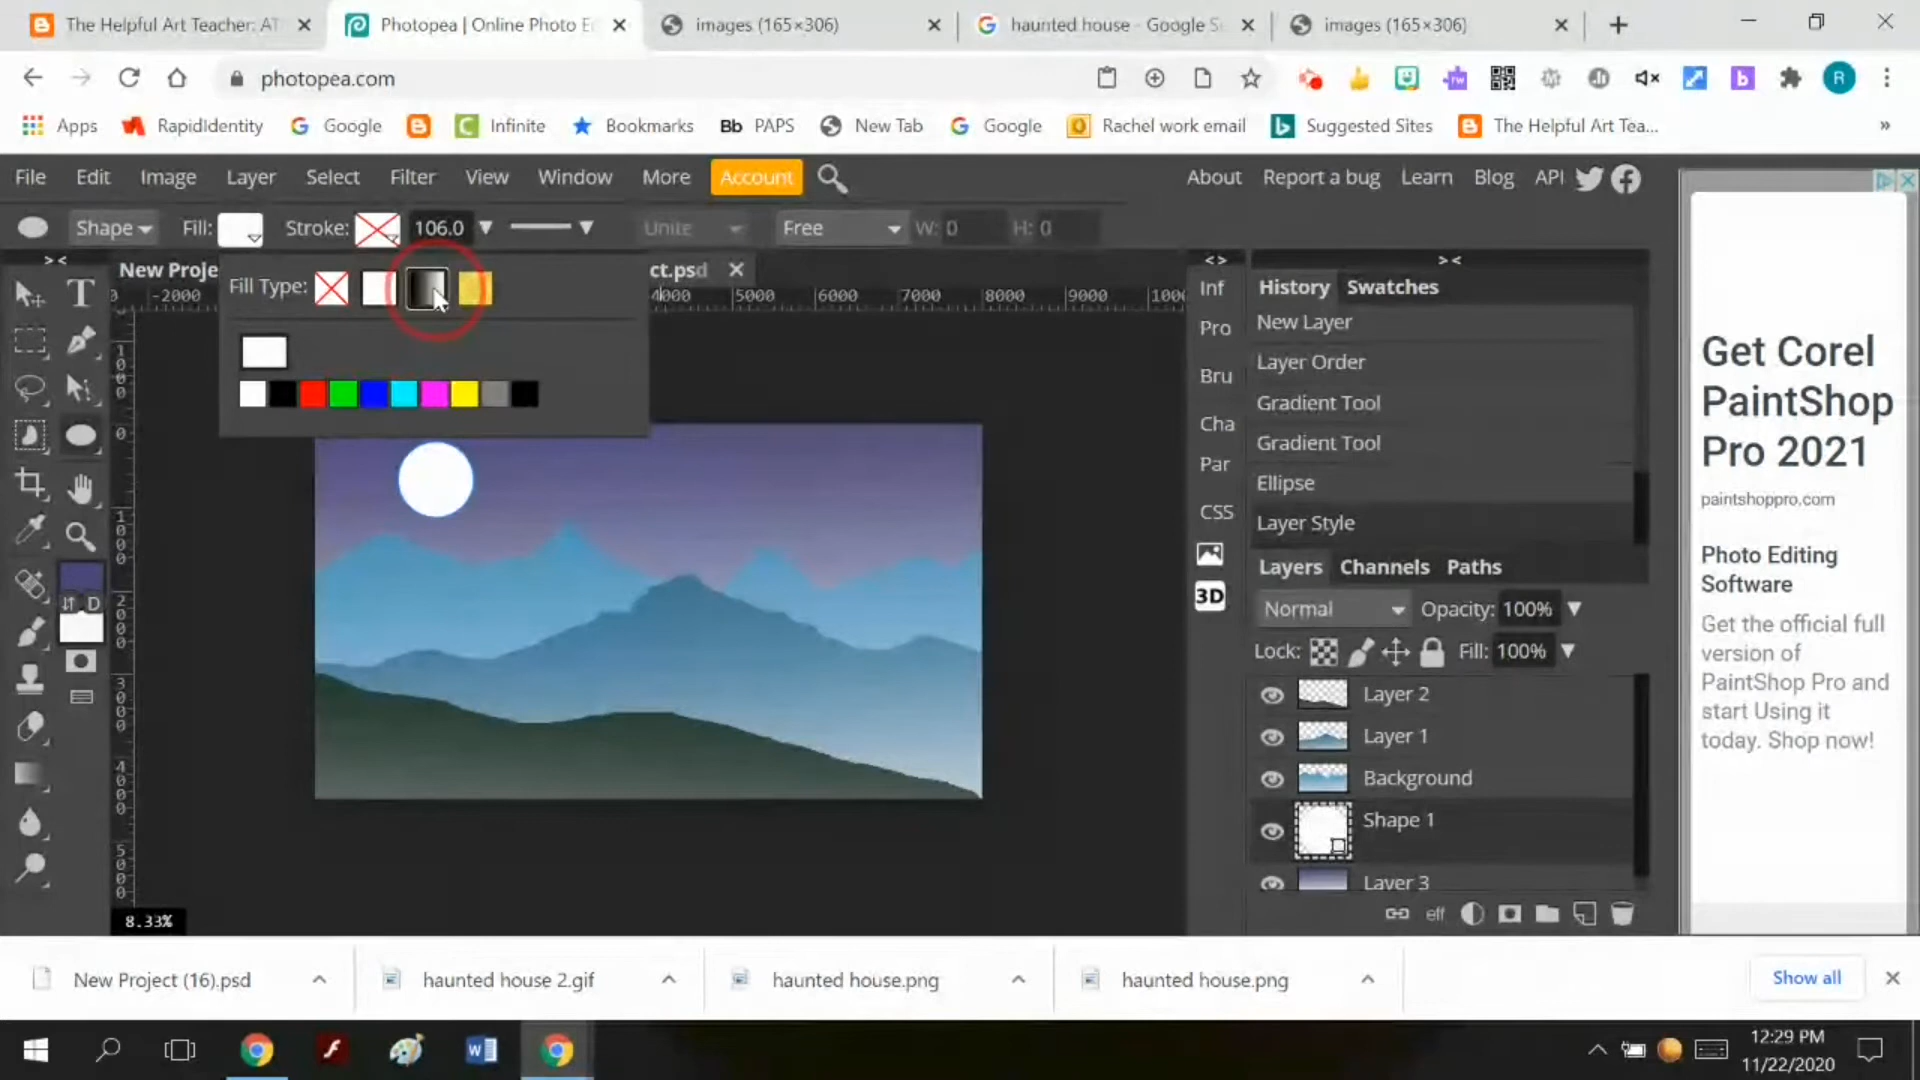 The Helpful Art Teacher: AT
Photopea | Online Photo E
images (165×306)
haunted house - Google S
images (165×306)
photopea.com
Apps
RapidIdentity
Google
Infinite
Bookmarks
Bb PAPS
New Tab
Google
Rachel work email
Suggested Sites
The Helpful Art Tea...
File Edit Image Layer Select Filter View Window More Account
About Report a bug Learn Blog API
Shape Fill: Stroke: 106.0 Unite Free W: 0 H: 0
New Proje
ct.psd
Fill Type:
0 -2000 4000 5000 6000 7000 8000 9000 1000
Inf
Pro
Bru
Cha
Par
CSS
3D
History Swatches
New Layer
Layer Order
Gradient Tool
Gradient Tool
Ellipse
Layer Style
Layers Channels Paths
Normal Opacity: 100%
Lock: Fill: 100%
Layer 2
Layer 1
Background
Shape 1
Layer 3
eff
D
8.33%
Get Corel
PaintShop
Pro 2021
paintshoppro.com
Photo Editing
Software
Get the official full
version of
PaintShop Pro and
start Using it
today. Shop now!
New Project (16).psd
haunted house 2.gif
haunted house.png
haunted house.png
Show all
12:29 PM
11/22/2020